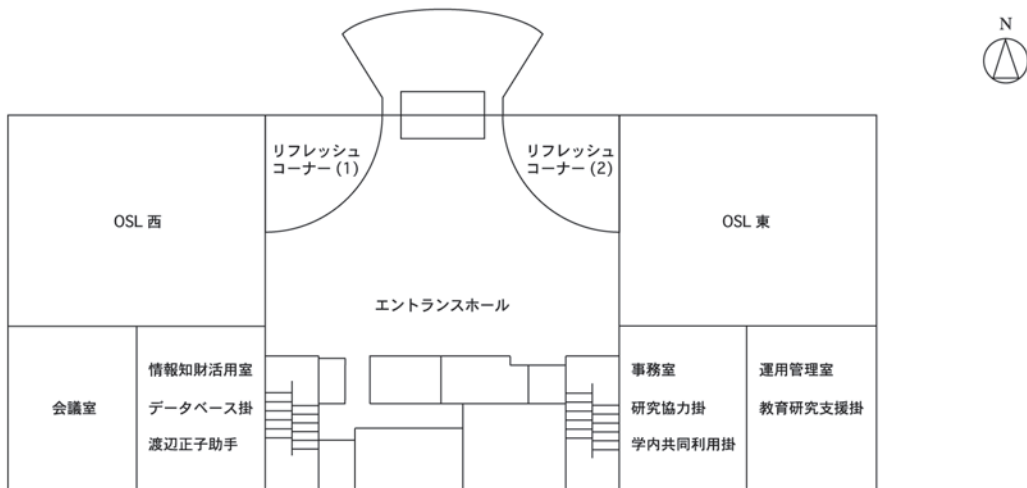 N
リフレッシュ
コーナー (1)
リフレッシュ
コーナー (2)
OSL 西
OSL 東
エントランスホール
会議室
情報知財活用室
データベース掛
渡辺正子助手
事務室
研究協力掛
学内共同利用掛
運用管理室
教育研究支援掛